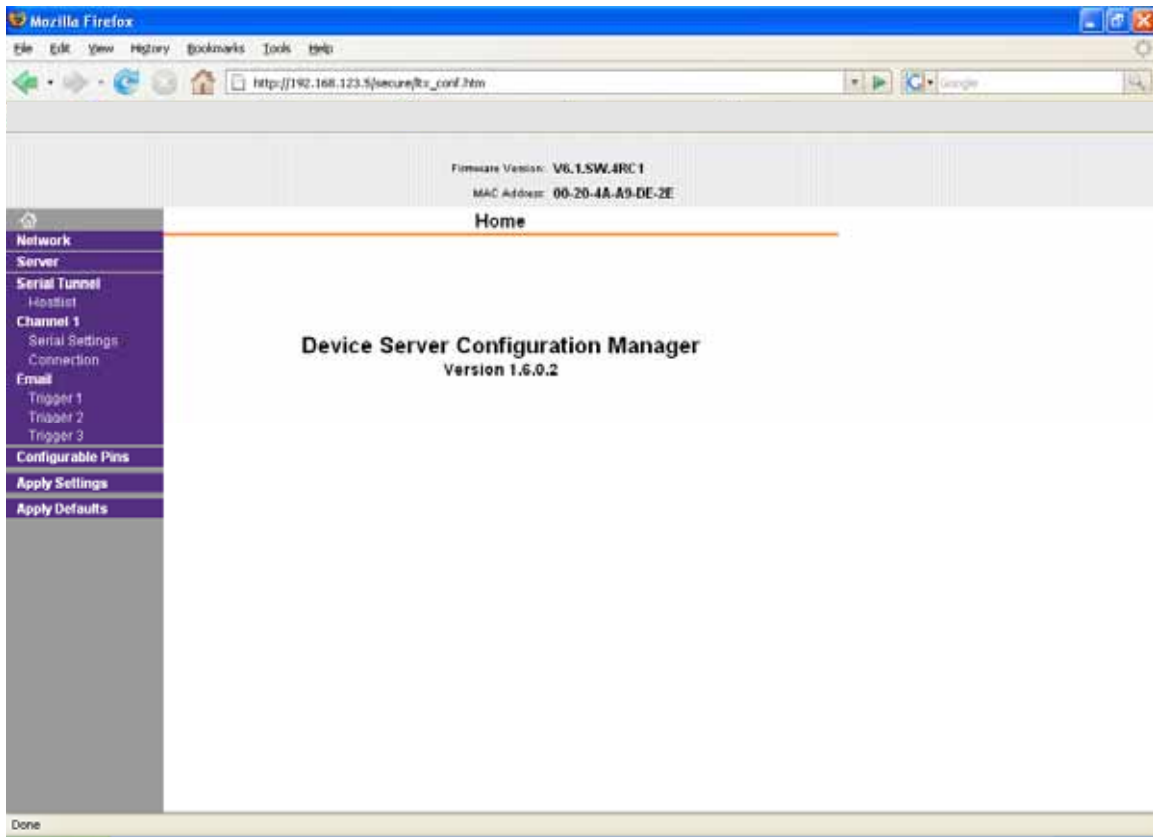 Mozilla Firefox
File Edit View History Bookmarks Tools Help
http://192.168.123.5/secure/ltx_conf.htm
Google
Firmware Version: V6.1.SW.4RC1
MAC Address: 00-20-4A-A9-DE-2E
Home
Network
Server
Serial Tunnel
Hostlist
Channel 1
Serial Settings
Connection
Email
Trigger 1
Trigger 2
Trigger 3
Configurable Pins
Apply Settings
Apply Defaults
Device Server Configuration Manager
Version 1.6.0.2
Done